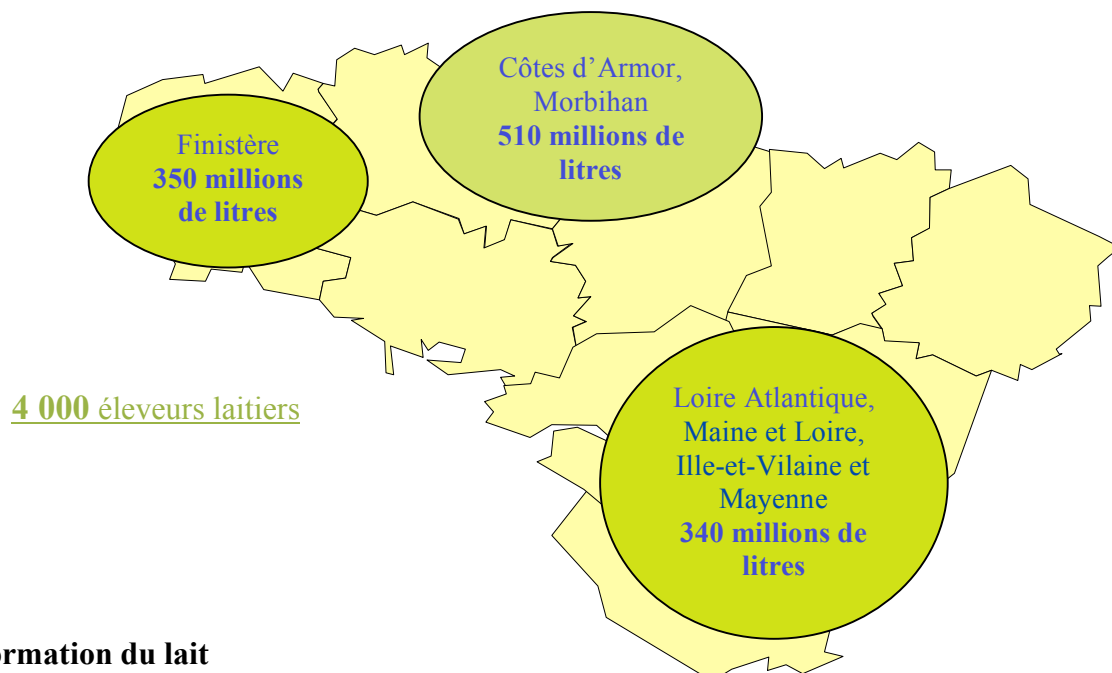 Côtes d’Armor,
Morbihan
510 millions de
litres
Finistère
350 millions
de litres
4 000 éleveurs laitiers
Loire Atlantique,
Maine et Loire,
Ille-et-Vilaine et
Mayenne
340 millions de
litres
ormation du lait